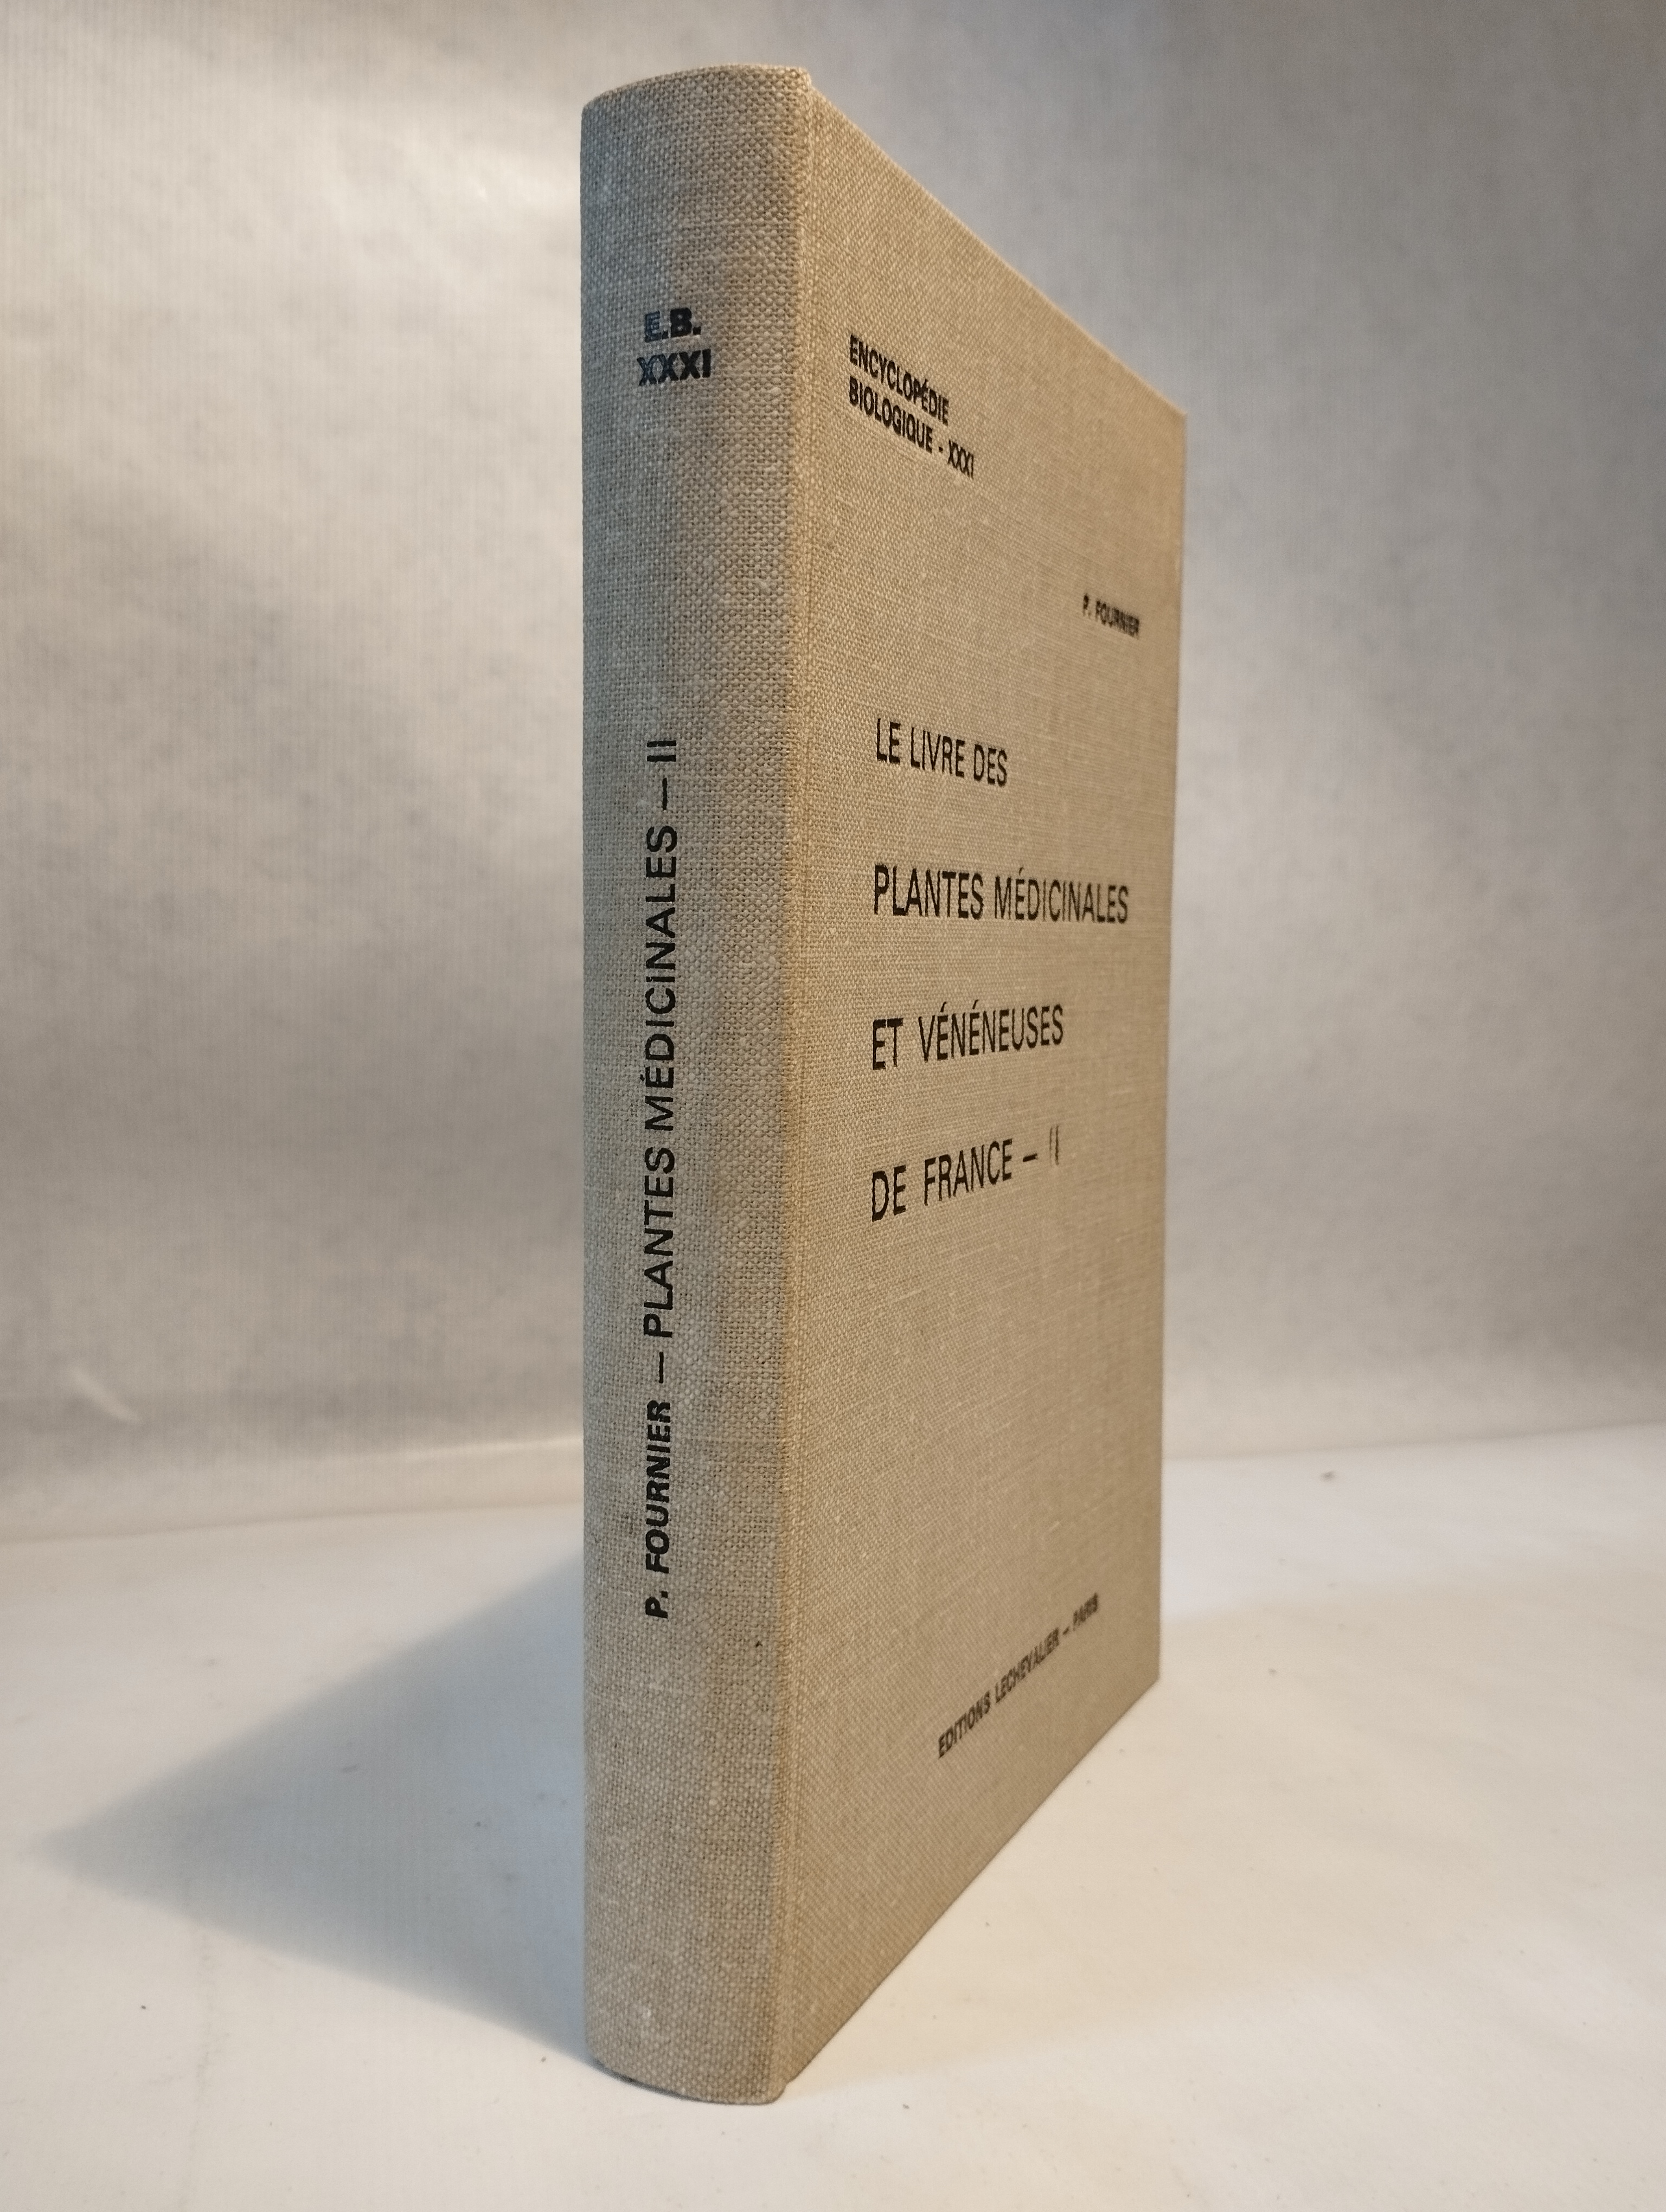 E.B.
XXXI
P. FOURNIER — PLANTES MÉDICINALES — II
ENCYCLOPÉDIE
BIOLOGIQUE - XXXI
P. FOURNIER
LE LIVRE DES
PLANTES MÉDICINALES
ET VÉNÉNEUSES
DE FRANCE — II
EDITIONS LECHEVALIER — PARIS